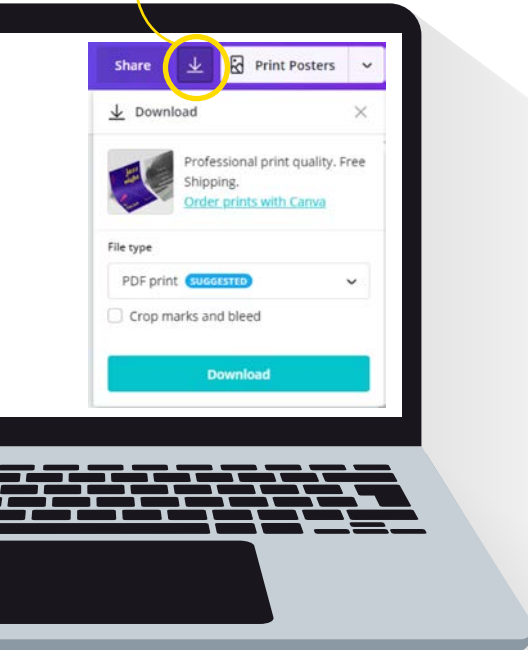 Share
Print Posters
Download
Professional print quality. Free
Shipping.
Order prints with Canva
File type
PDF print SUGGESTED
Crop marks and bleed
Download